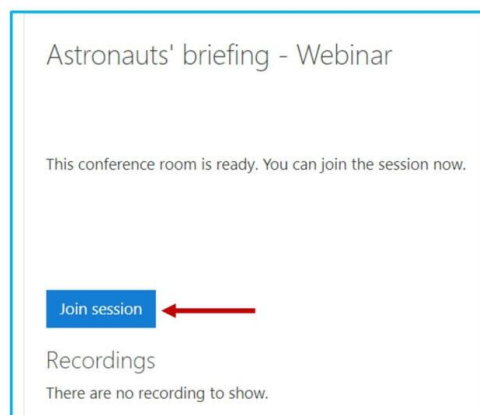 Astronauts' briefing - Webinar
This conference room is ready. You can join the session now.
Join session
Recordings
There are no recording to show.